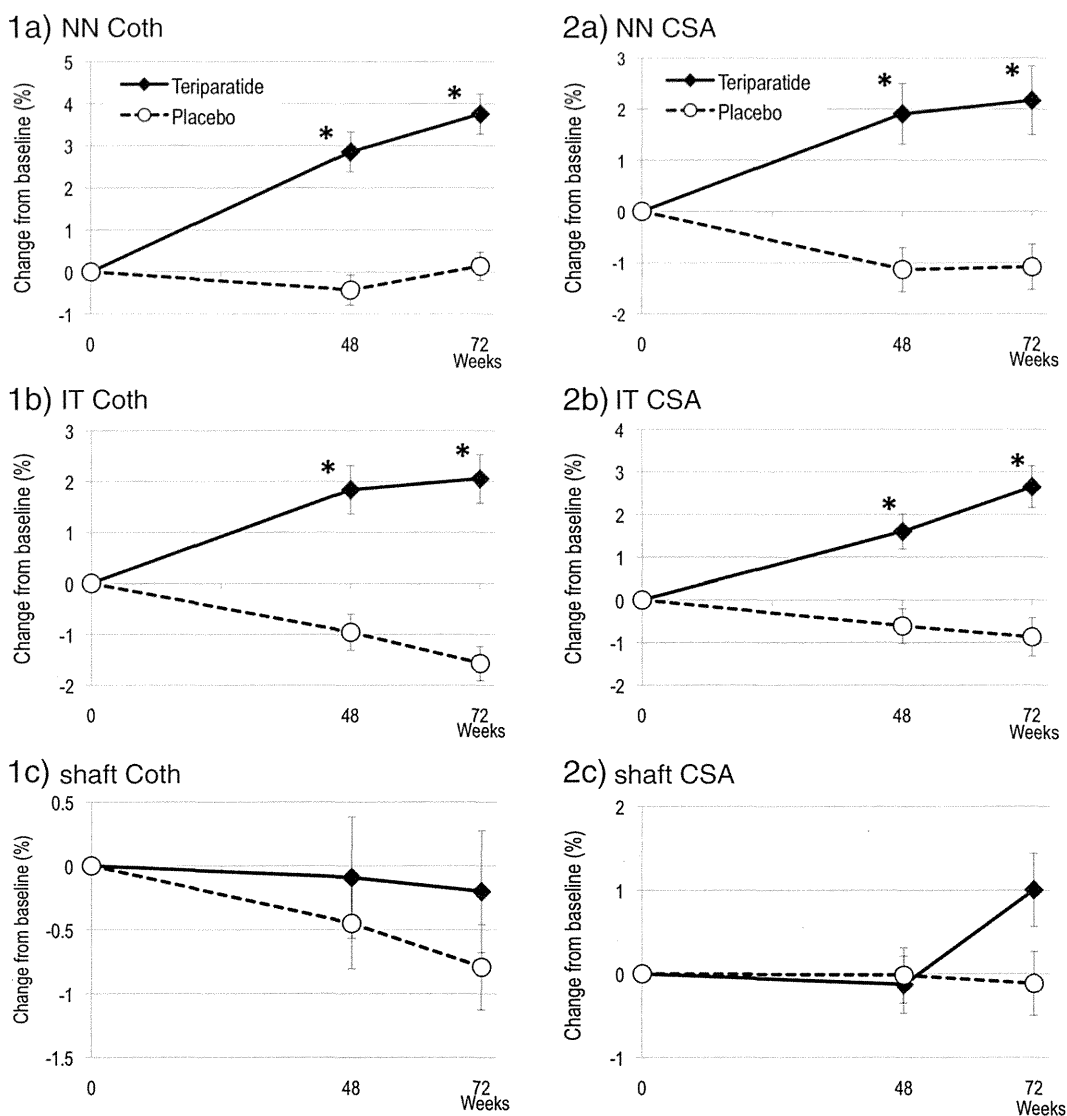 1a) NN Coth
Change from baseline (%)
5
4
3
2
1
0
-1
Teriparatide
Placebo
*
*
0
48
72
Weeks
2a) NN CSA
Change from baseline (%)
3
2
1
0
-1
-2
Teriparatide
Placebo
*
*
0
48
72
Weeks
1b) IT Coth
Change from baseline (%)
3
2
1
0
-1
-2
*
*
0
48
72
Weeks
2b) IT CSA
Change from baseline (%)
4
3
2
1
0
-1
-2
*
*
0
48
72
Weeks
1c) shaft Coth
Change from baseline (%)
0.5
0
-0.5
-1
-1.5
0
48
72
Weeks
2c) shaft CSA
Change from baseline (%)
2
1
0
-1
0
48
72
Weeks